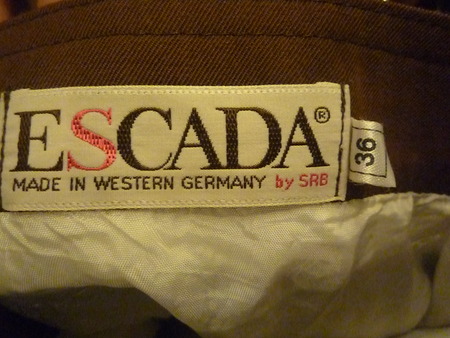 ESCADA®
MADE IN WESTERN GERMANY by SRB
36